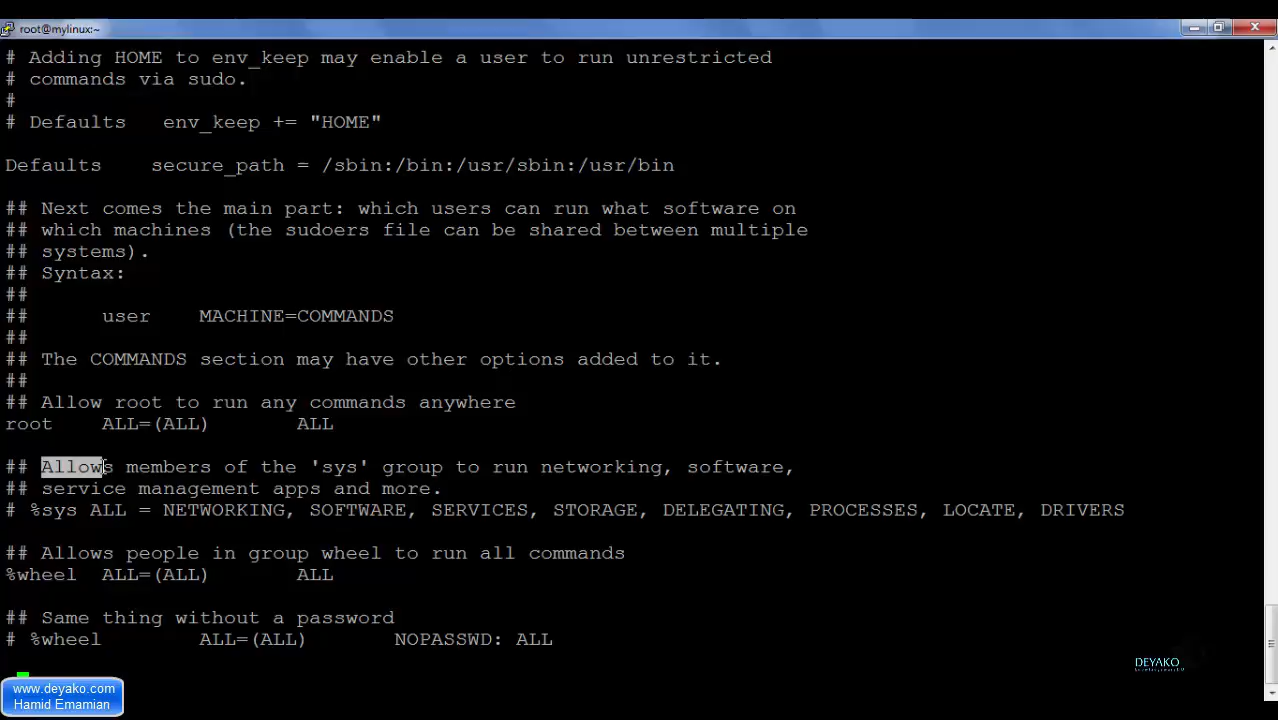 root@mylinux:~
# Adding HOME to env_keep may enable a user to run unrestricted
# commands via sudo.
#
# Defaults    env_keep += "HOME"
Defaults    secure_path = /sbin:/bin:/usr/sbin:/usr/bin
## Next comes the main part: which users can run what software on
## which machines (the sudoers file can be shared between multiple
## systems).
## Syntax:
##
##      user    MACHINE=COMMANDS
##
## The COMMANDS section may have other options added to it.
##
## Allow root to run any commands anywhere
root    ALL=(ALL)       ALL
## Allows members of the 'sys' group to run networking, software,
## service management apps and more.
# %sys ALL = NETWORKING, SOFTWARE, SERVICES, STORAGE, DELEGATING, PROCESSES, LOCATE, DRIVERS
## Allows people in group wheel to run all commands
%wheel  ALL=(ALL)       ALL
## Same thing without a password
# %wheel        ALL=(ALL)       NOPASSWD: ALL
DEYAKO
www.deyako.com
Hamid Emamian